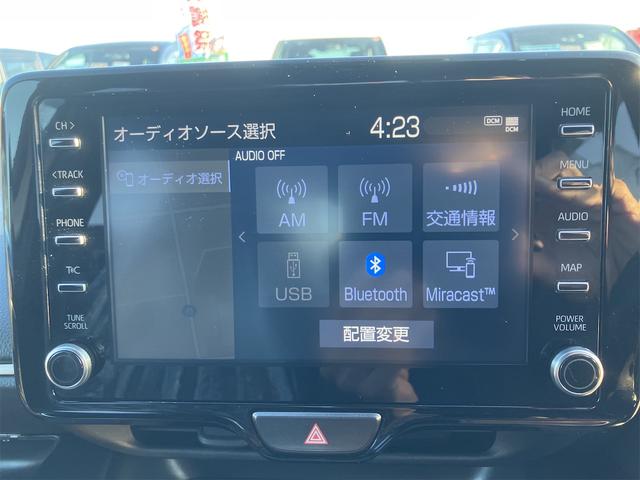 オーディオソース選択
4:23
DCM
DCM
AUDIO OFF
オーディオ選択
AM
FM
交通情報
USB
Bluetooth
Miracast™
配置変更
CH >
< TRACK
PHONE
T&C
TUNE
SCROLL
HOME
MENU
AUDIO
MAP
POWER
VOLUME